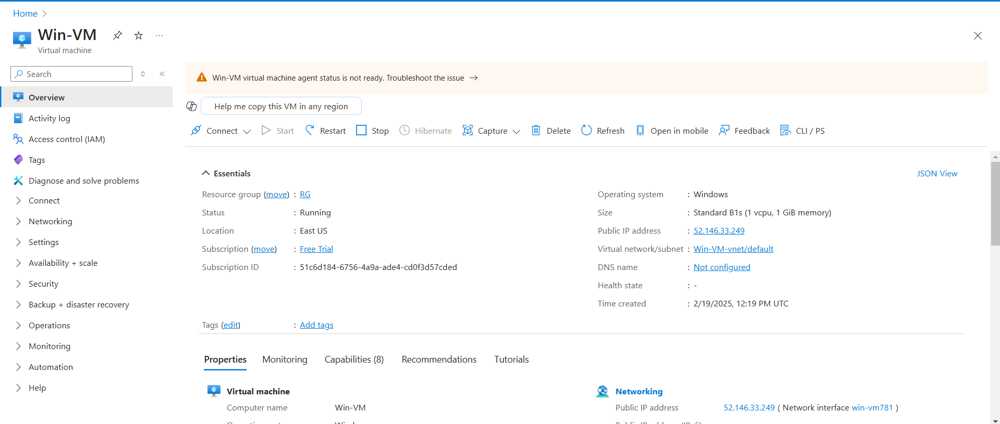 Home
Win-VM
Virtual machine
Search
Overview
Activity log
Access control (IAM)
Tags
Diagnose and solve problems
Connect
Networking
Settings
Availability + scale
Security
Backup + disaster recovery
Operations
Monitoring
Automation
Help
Win-VM virtual machine agent status is not ready. Troubleshoot the issue →
Help me copy this VM in any region
Connect Start Restart Stop Hibernate Capture Delete Refresh Open in mobile Feedback CLI / PS
Essentials JSON View
Resource group (move) : RG
Status : Running
Location : East US
Subscription (move) : Free Trial
Subscription ID : 51c6d184-6756-4a9a-ade4-cd0f3d57cded
Operating system : Windows
Size : Standard B1s (1 vcpu, 1 GiB memory)
Public IP address : 52.146.33.249
Virtual network/subnet : Win-VM-vnet/default
DNS name : Not configured
Health state : -
Time created : 2/19/2025, 12:19 PM UTC
Tags (edit) : Add tags
Properties Monitoring Capabilities (8) Recommendations Tutorials
Virtual machine
Computer name Win-VM
Networking
Public IP address 52.146.33.249 ( Network interface win-vm781 )